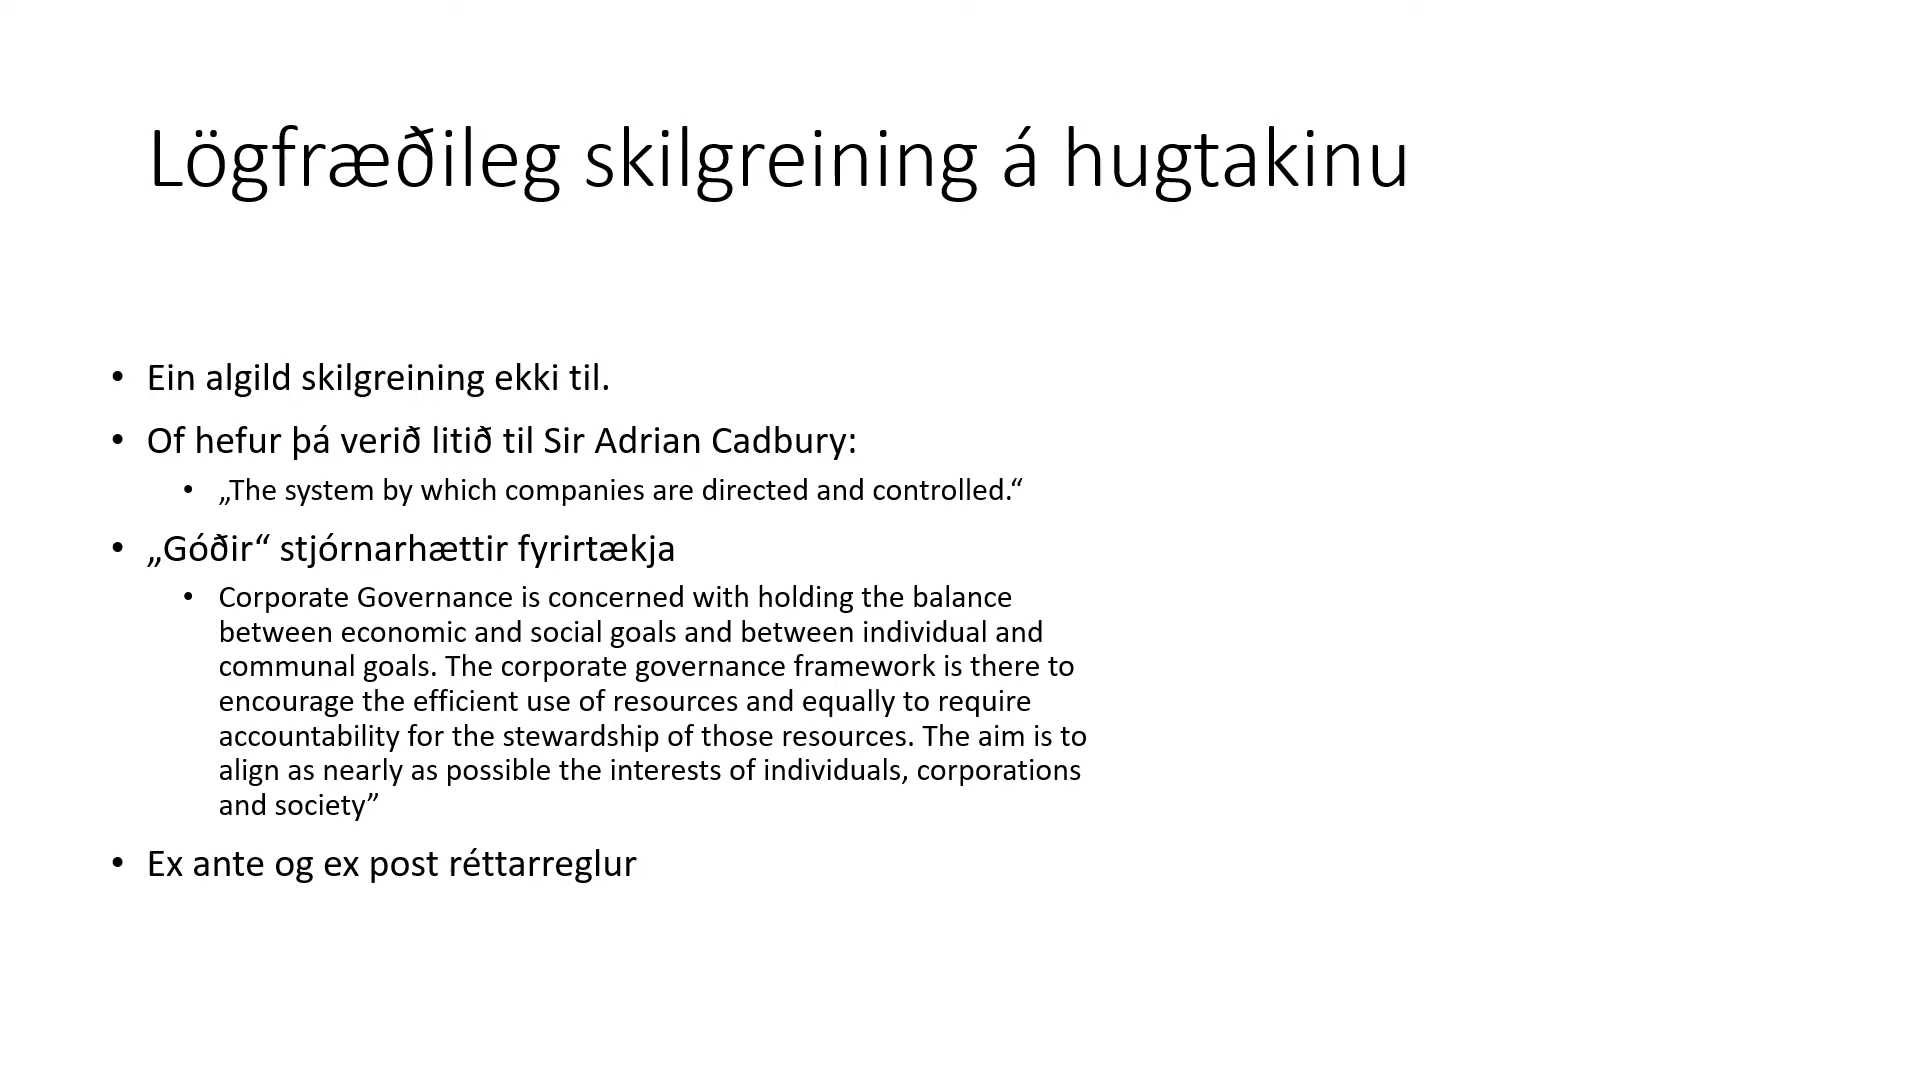 Lögfræðileg skilgreining á hugtakinu
• Ein algild skilgreining ekki til.
• Of hefur þá verið litið til Sir Adrian Cadbury:
• „The system by which companies are directed and controlled.“
• „Góðir“ stjórnarhættir fyrirtækja
• Corporate Governance is concerned with holding the balance
between economic and social goals and between individual and
communal goals. The corporate governance framework is there to
encourage the efficient use of resources and equally to require
accountability for the stewardship of those resources. The aim is to
align as nearly as possible the interests of individuals, corporations
and society”
• Ex ante og ex post réttarreglur